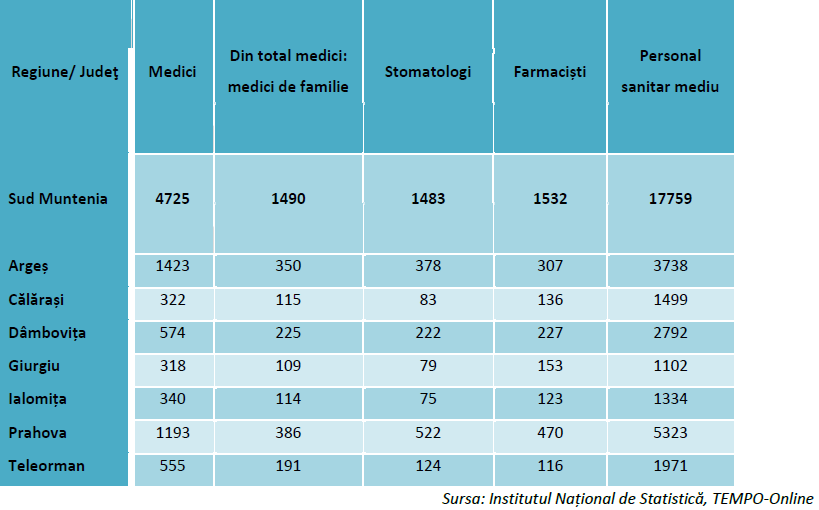 Regiune/ Judeţ Medici Din total medici: medici de familie Stomatologi Farmaciști Personal sanitar mediu
Sud Muntenia 4725 1490 1483 1532 17759
Argeș 1423 350 378 307 3738
Călărași 322 115 83 136 1499
Dâmbovița 574 225 222 227 2792
Giurgiu 318 109 79 153 1102
Ialomița 340 114 75 123 1334
Prahova 1193 386 522 470 5323
Teleorman 555 191 124 116 1971
Sursa: Institutul Național de Statistică, TEMPO-Online